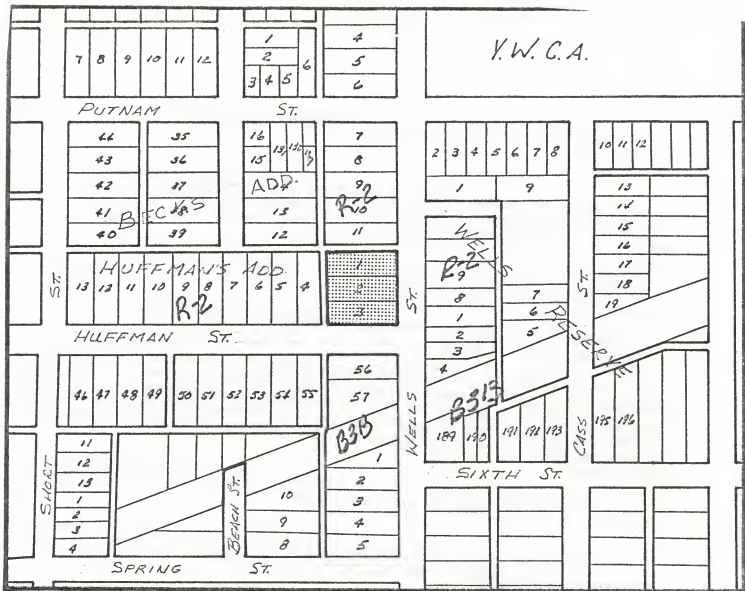 Y.W.C.A.
1
2
3 4 5
6
4
5
6
7 8 9 10 11 12
PUTNAM ST.
44
43
42
41
40
35
36
37
38
39
BECKS
16
15
ADD.
13
12
7
8
9
10
11
R-2
2 3 4 5 6 7 8
1
9
10 11 12
13
14
15
16
17
18
19
WELLS RESERVE
R-2
9
8
1
2
3
4
7
6
5
HUFFMAN'S ADD.
13 12 11 10 9 8 7 6 5 4
R-2
1
2
3
ST.
ST.
ST.
HUFFMAN ST.
46 47 48 49 50 51 52 53 54 55
56
57
B3B
1
2
3
4
5
B3B
189 190 191 192 193
195 196
WELLS
CASS
SIXTH ST.
SHORT
11
12
13
1
2
3
4
BEACH ST.
10
9
8
SPRING ST.